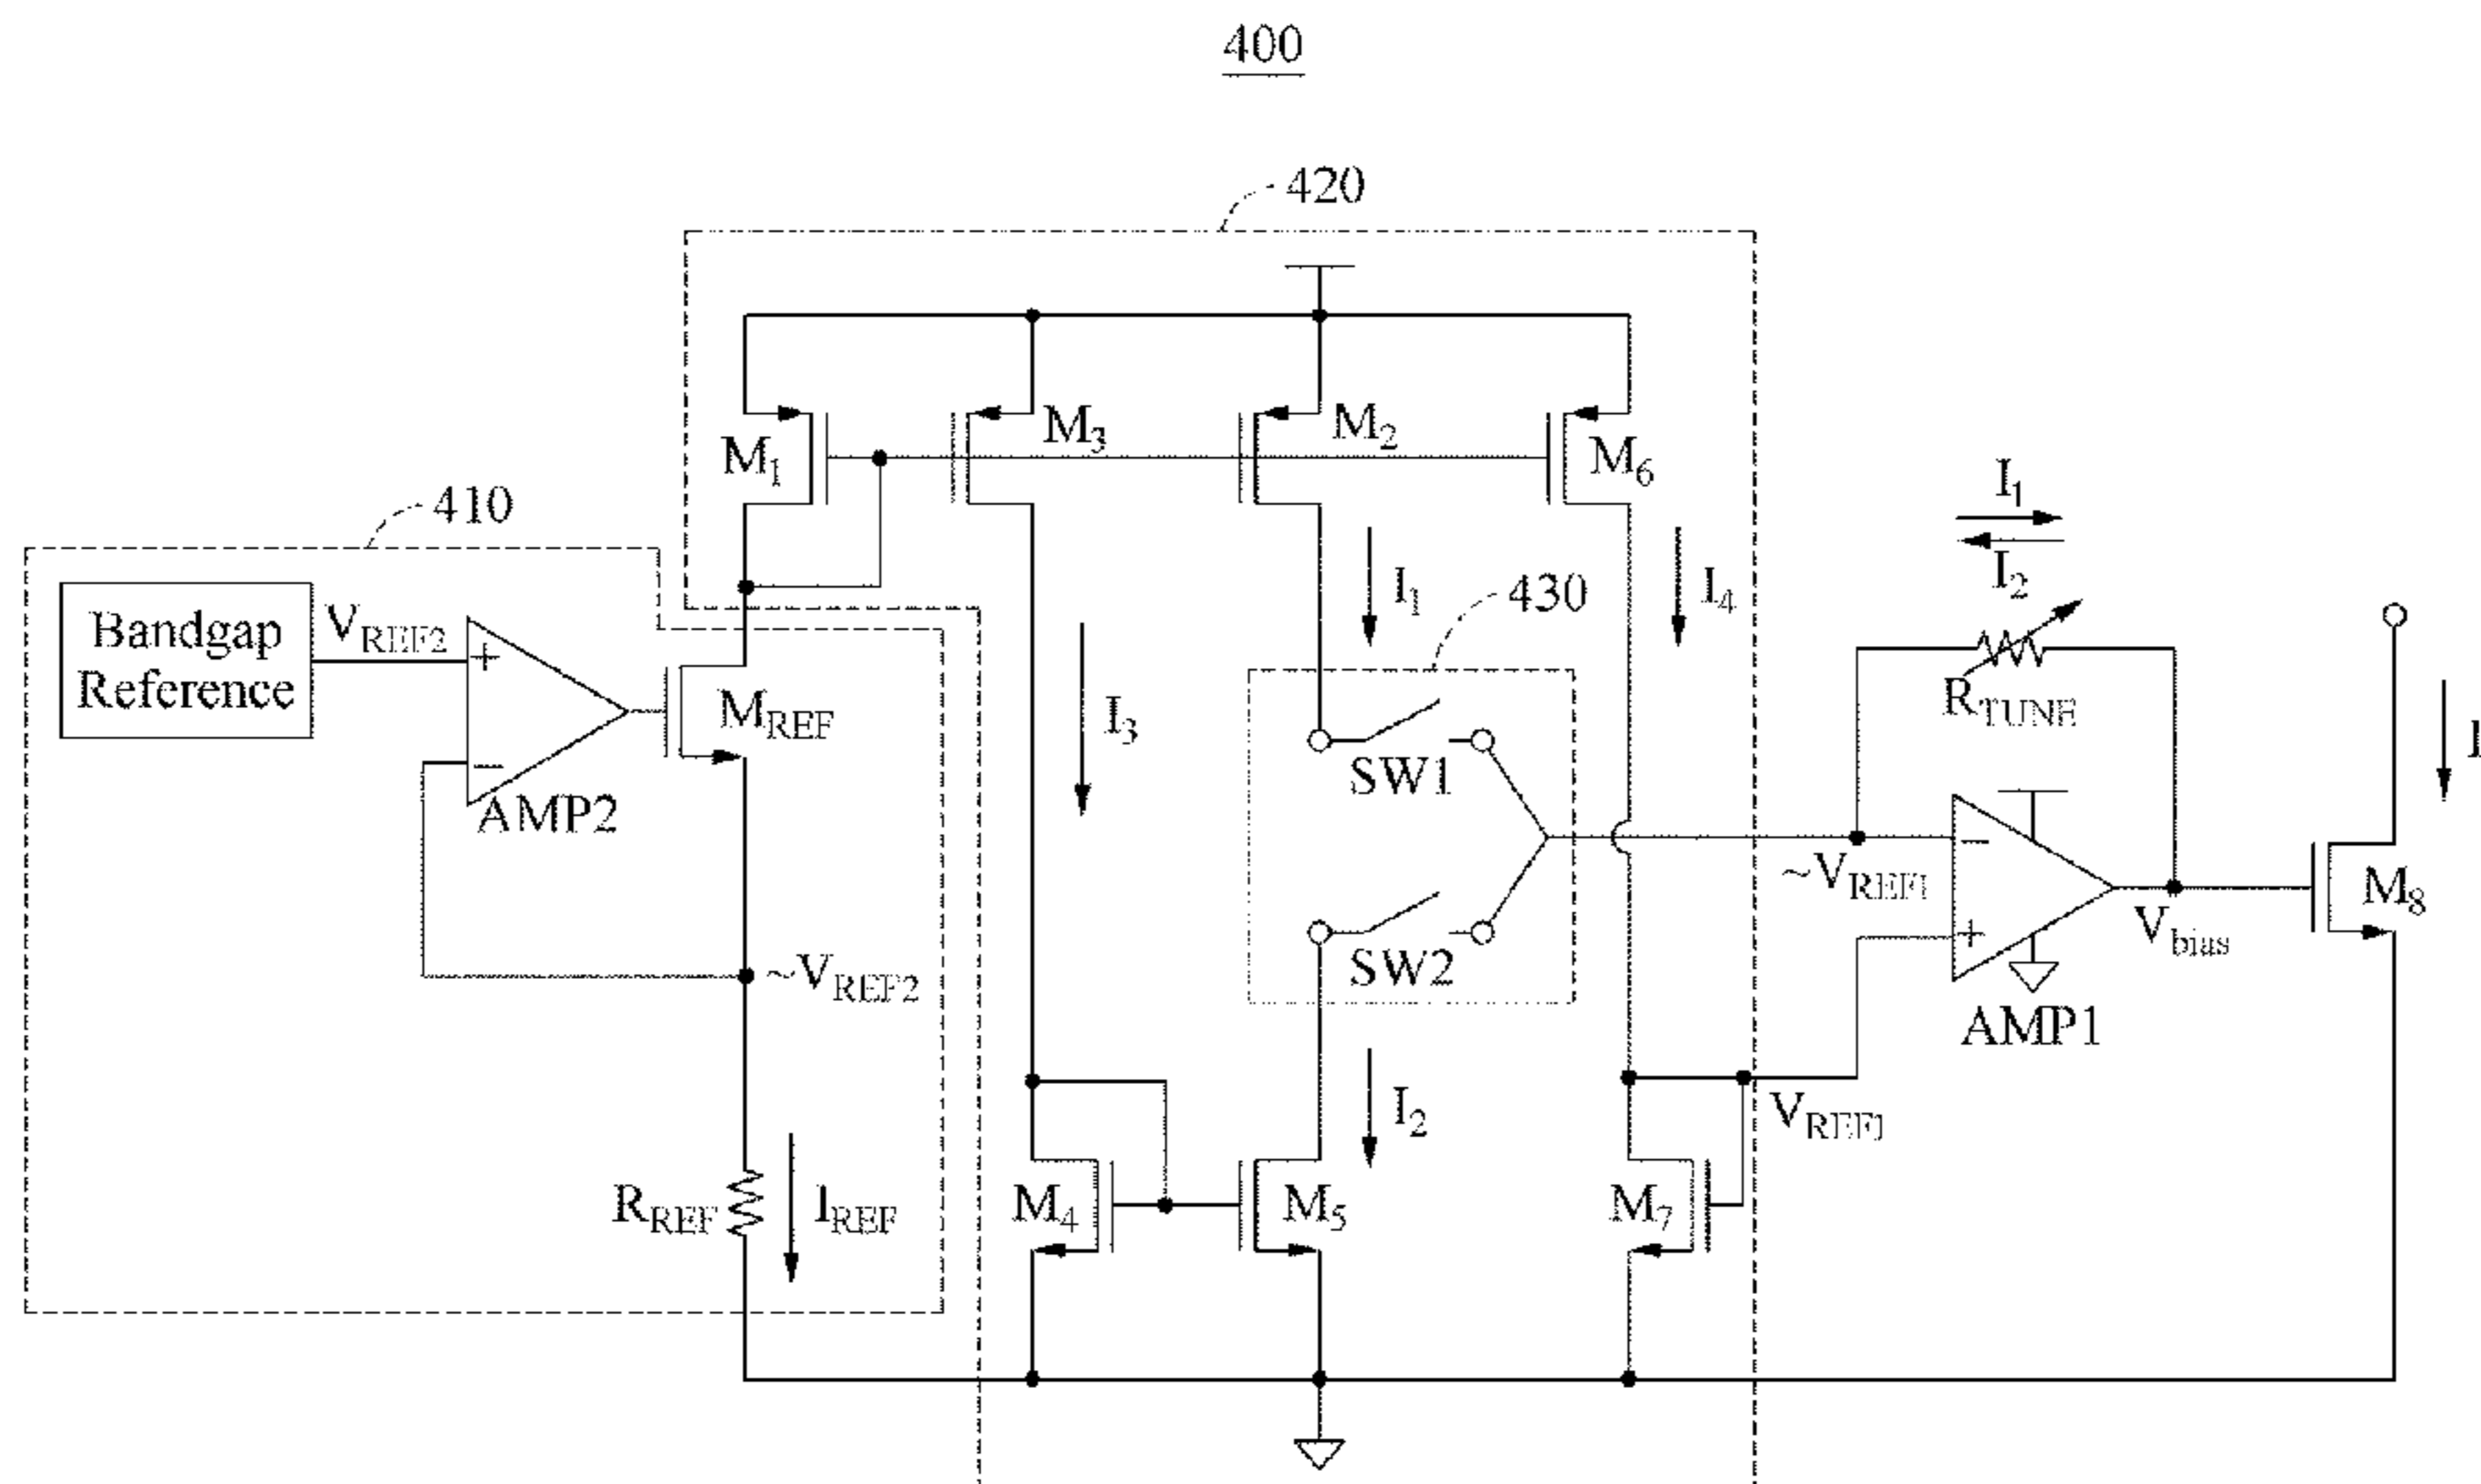 400
420
M3
M2
M1
M6
I1
410
I1
I4
430
I2
Bandgap
Reference
VREF2
+
MREF
I3
RTUNE
I
−
SW1
AMP2
−
~VREF1
M8
+
Vbias
SW2
~VREF2
AMP1
I2
VREF1
RREF
IREF
M4
M5
M7